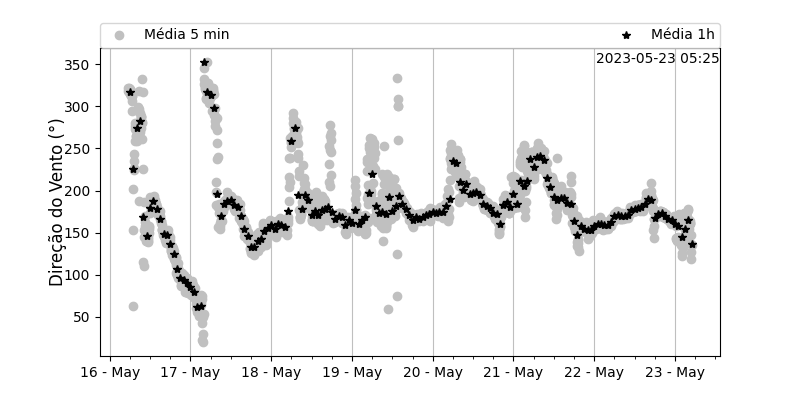 Média 5 min
Média 1h
2023-05-23 05:25
Direção do Vento (°)
350
300
250
200
150
100
50
16 - May
17 - May
18 - May
19 - May
20 - May
21 - May
22 - May
23 - May